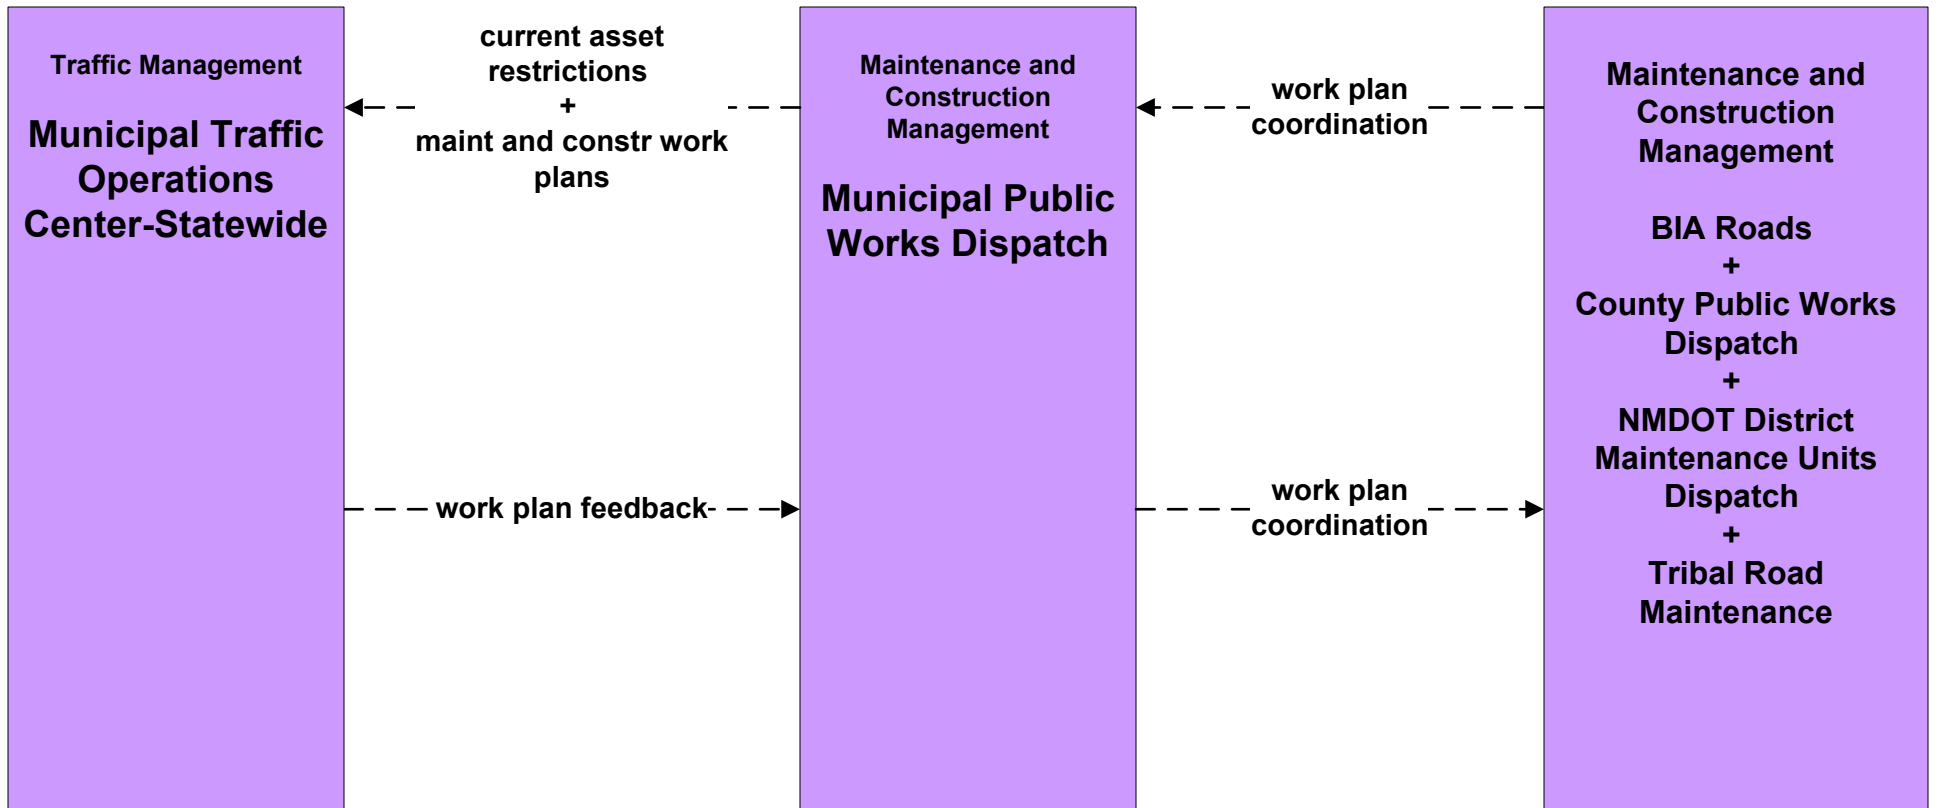 Traffic Management
Municipal Traffic
Operations
Center-Statewide
current asset
restrictions
+
maint and constr work
plans
work plan feedback
Maintenance and
Construction
Management
Municipal Public
Works Dispatch
work plan
coordination
work plan
coordination
Maintenance and
Construction
Management
BIA Roads
+
County Public Works
Dispatch
+
NMDOT District
Maintenance Units
Dispatch
+
Tribal Road
Maintenance